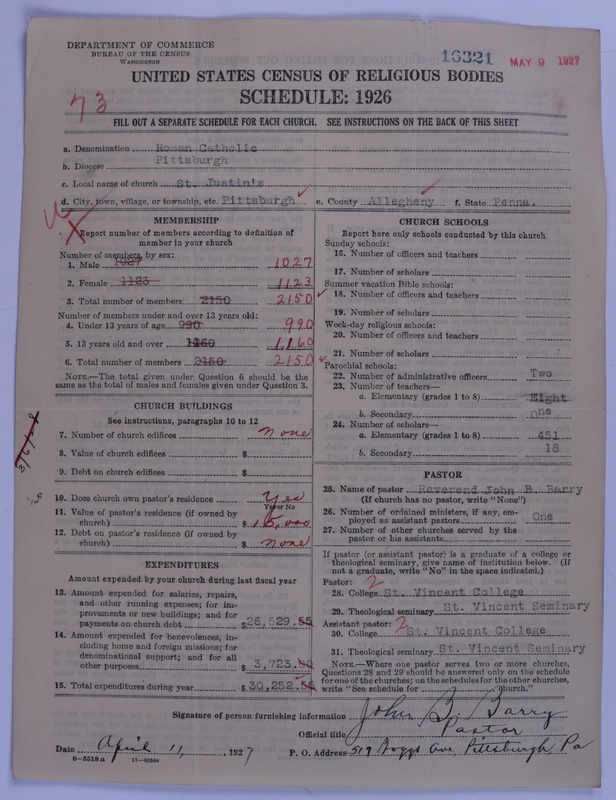 DEPARTMENT OF COMMERCE
BUREAU OF THE CENSUS
WASHINGTON
16321
MAY 9 1927
UNITED STATES CENSUS OF RELIGIOUS BODIES
SCHEDULE: 1926
73
FILL OUT A SEPARATE SCHEDULE FOR EACH CHURCH. SEE INSTRUCTIONS ON THE BACK OF THIS SHEET
a. Denomination Roman Catholic
b. Diocese Pittsburgh
c. Local name of church St. Justin's
d. City, town, village, or township, etc. Pittsburgh e. County Allegheny f. State Penna.
MEMBERSHIP
Report number of members according to definition of
member in your church
Number of members, by sex:
1. Male 1027 1027
2. Female 1123 1123
3. Total number of members 2150 2150
Number of members under and over 13 years old:
4. Under 13 years of age 990 990
5. 13 years old and over 1160 1,160
6. Total number of members 2150 2150
NOTE.—The total given under Question 6 should be the
same as the total of males and females given under Question 3.
CHURCH BUILDINGS
See instructions, paragraphs 10 to 12
7. Number of church edifices none
8. Value of church edifices $
9. Debt on church edifices $
10. Does church own pastor's residence Yes
Yes or No
11. Value of pastor's residence (if owned by
church) $ 15,000
12. Debt on pastor's residence (if owned by
church) $ none
EXPENDITURES
Amount expended by your church during last fiscal year
13. Amount expended for salaries, repairs,
and other running expenses; for im-
provements or new buildings; and for
payments on church debt $26,529.55
14. Amount expended for benevolences, in-
cluding home and foreign missions; for
denominational support; and for all
other purposes $ 3,723.
15. Total expenditures during year $ 30,252.55
CHURCH SCHOOLS
Report here only schools conducted by this church
Sunday schools:
16. Number of officers and teachers
17. Number of scholars
Summer vacation Bible schools:
18. Number of officers and teachers
19. Number of scholars
Week-day religious schools:
20. Number of officers and teachers
21. Number of scholars
Parochial schools:
22. Number of administrative officers Two
23. Number of teachers—
a. Elementary (grades 1 to 8) Eight
b. Secondary One
24. Number of scholars—
a. Elementary (grades 1 to 8) 451
b. Secondary 18
PASTOR
25. Name of pastor Reverend John B. Barry
(If church has no pastor, write "None")
26. Number of ordained ministers, if any, em-
ployed as assistant pastors One
27. Number of other churches served by the
pastor or his assistants
If pastor (or assistant pastor) is a graduate of a college or
theological seminary, give name of institution below. (If
not a graduate, write "No" in the space indicated.)
Pastor: 2
28. College St. Vincent College
29. Theological seminary St. Vincent Seminary
Assistant pastor: 2
30. College St. Vincent College
31. Theological seminary St. Vincent Seminary
NOTE.—Where one pastor serves two or more churches,
Questions 28 and 29 should be answered only on the schedule
for one of the churches; on the schedules for the other churches,
write "See schedule for church."
Signature of person furnishing information John B. Barry
Official title Pastor
Date April 11, 1927 P. O. Address 519 Boggs Ave, Pittsburgh, Pa
8-5518a 11-9056a